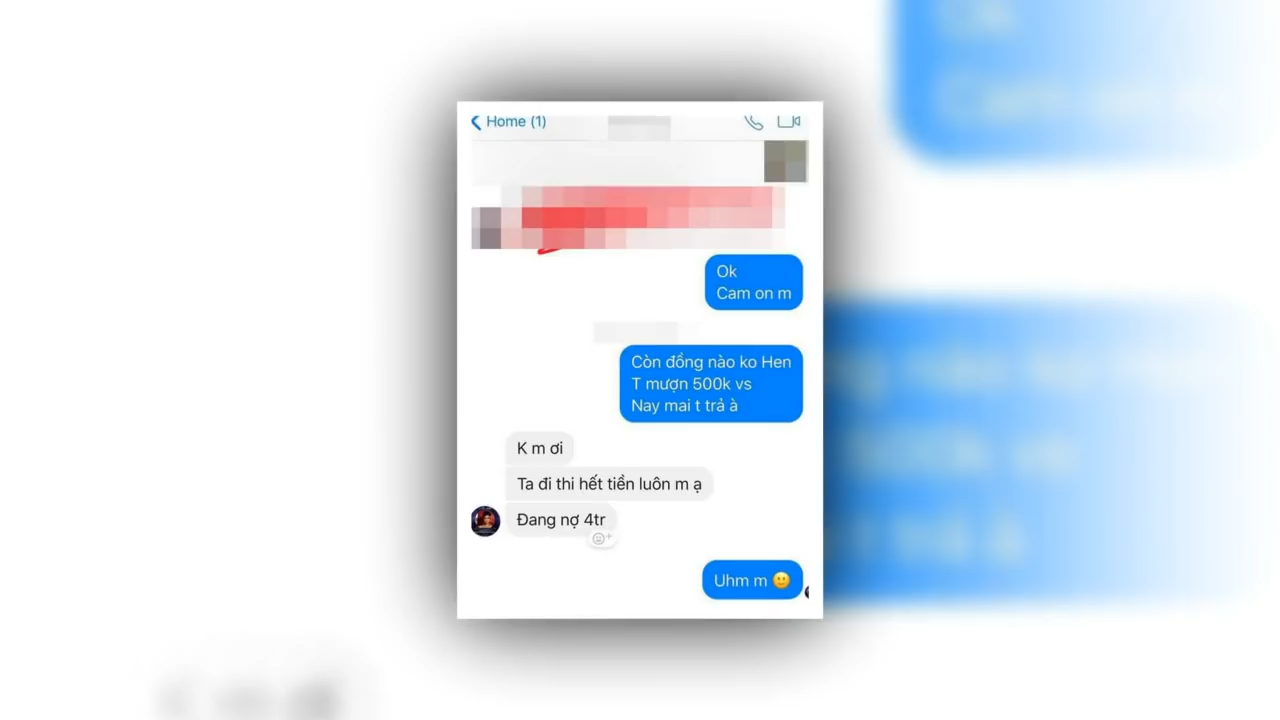 Home (1)
Ok
Cam on m
Còn đồng nào ko Hen
T mượn 500k vs
Nay mai t trả à
K m ơi
Ta đi thi hết tiền luôn m ạ
Đang nợ 4tr
Uhm m 🙂